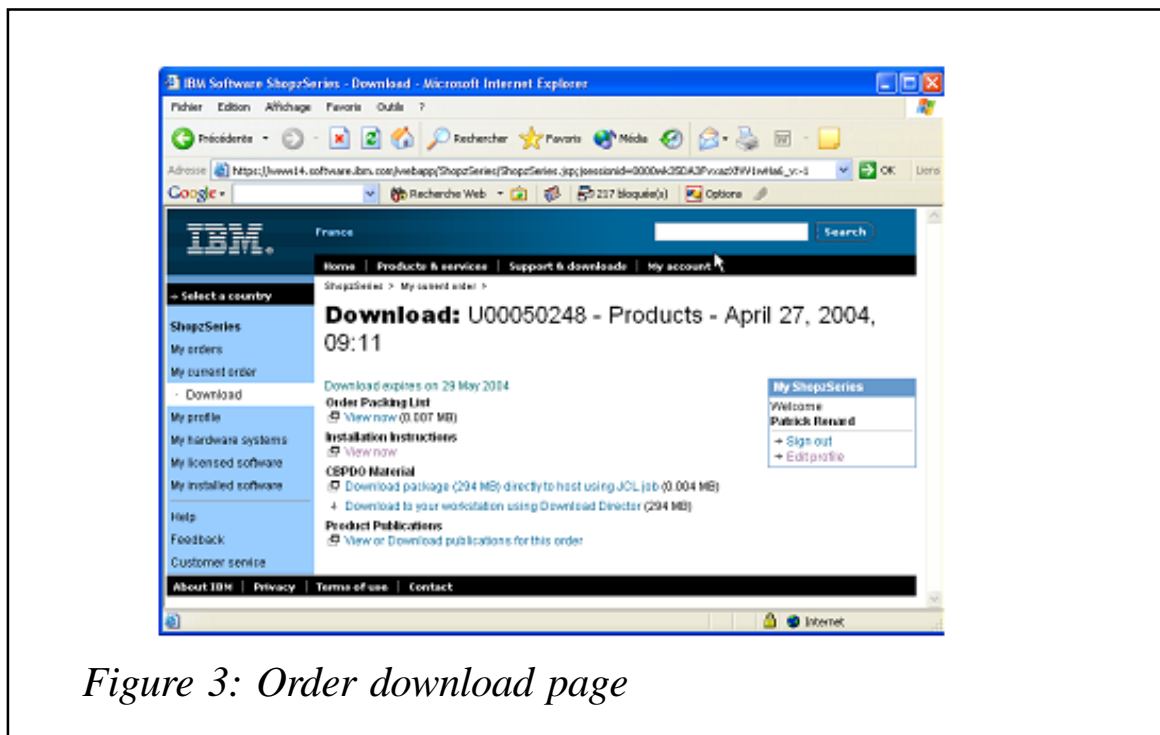 IBM Software ShopzSeries - Download - Microsoft Internet Explorer
Fichier Edition Affichage Favoris Outils ?
Précédente Rechercher Favoris Média
Adresse OK Liens
Google Recherche Web 217 bloquée(s) Options
IBM France Search
Home | Products & services | Support & downloads | My account
→ Select a country
ShopzSeries
My orders
My current order
- Download
My profile
My hardware systems
My licensed software
My installed software
Help
Feedback
Customer service
ShopzSeries > My current order >
Download: U00050248 - Products - April 27, 2004,
09:11
Download expires on 29 May 2004
Order Packing List
View now (0.007 MB)
Installation Instructions
View now
CBPDO Material
Download package (294 MB) directly to host using JCL job (0.004 MB)
Download to your workstation using Download Director (294 MB)
Product Publications
View or Download publications for this order
My ShopzSeries
Welcome
Patrick Renard
→ Sign out
→ Edit profile
About IBM | Privacy | Terms of use | Contact
Internet
Figure 3: Order download page